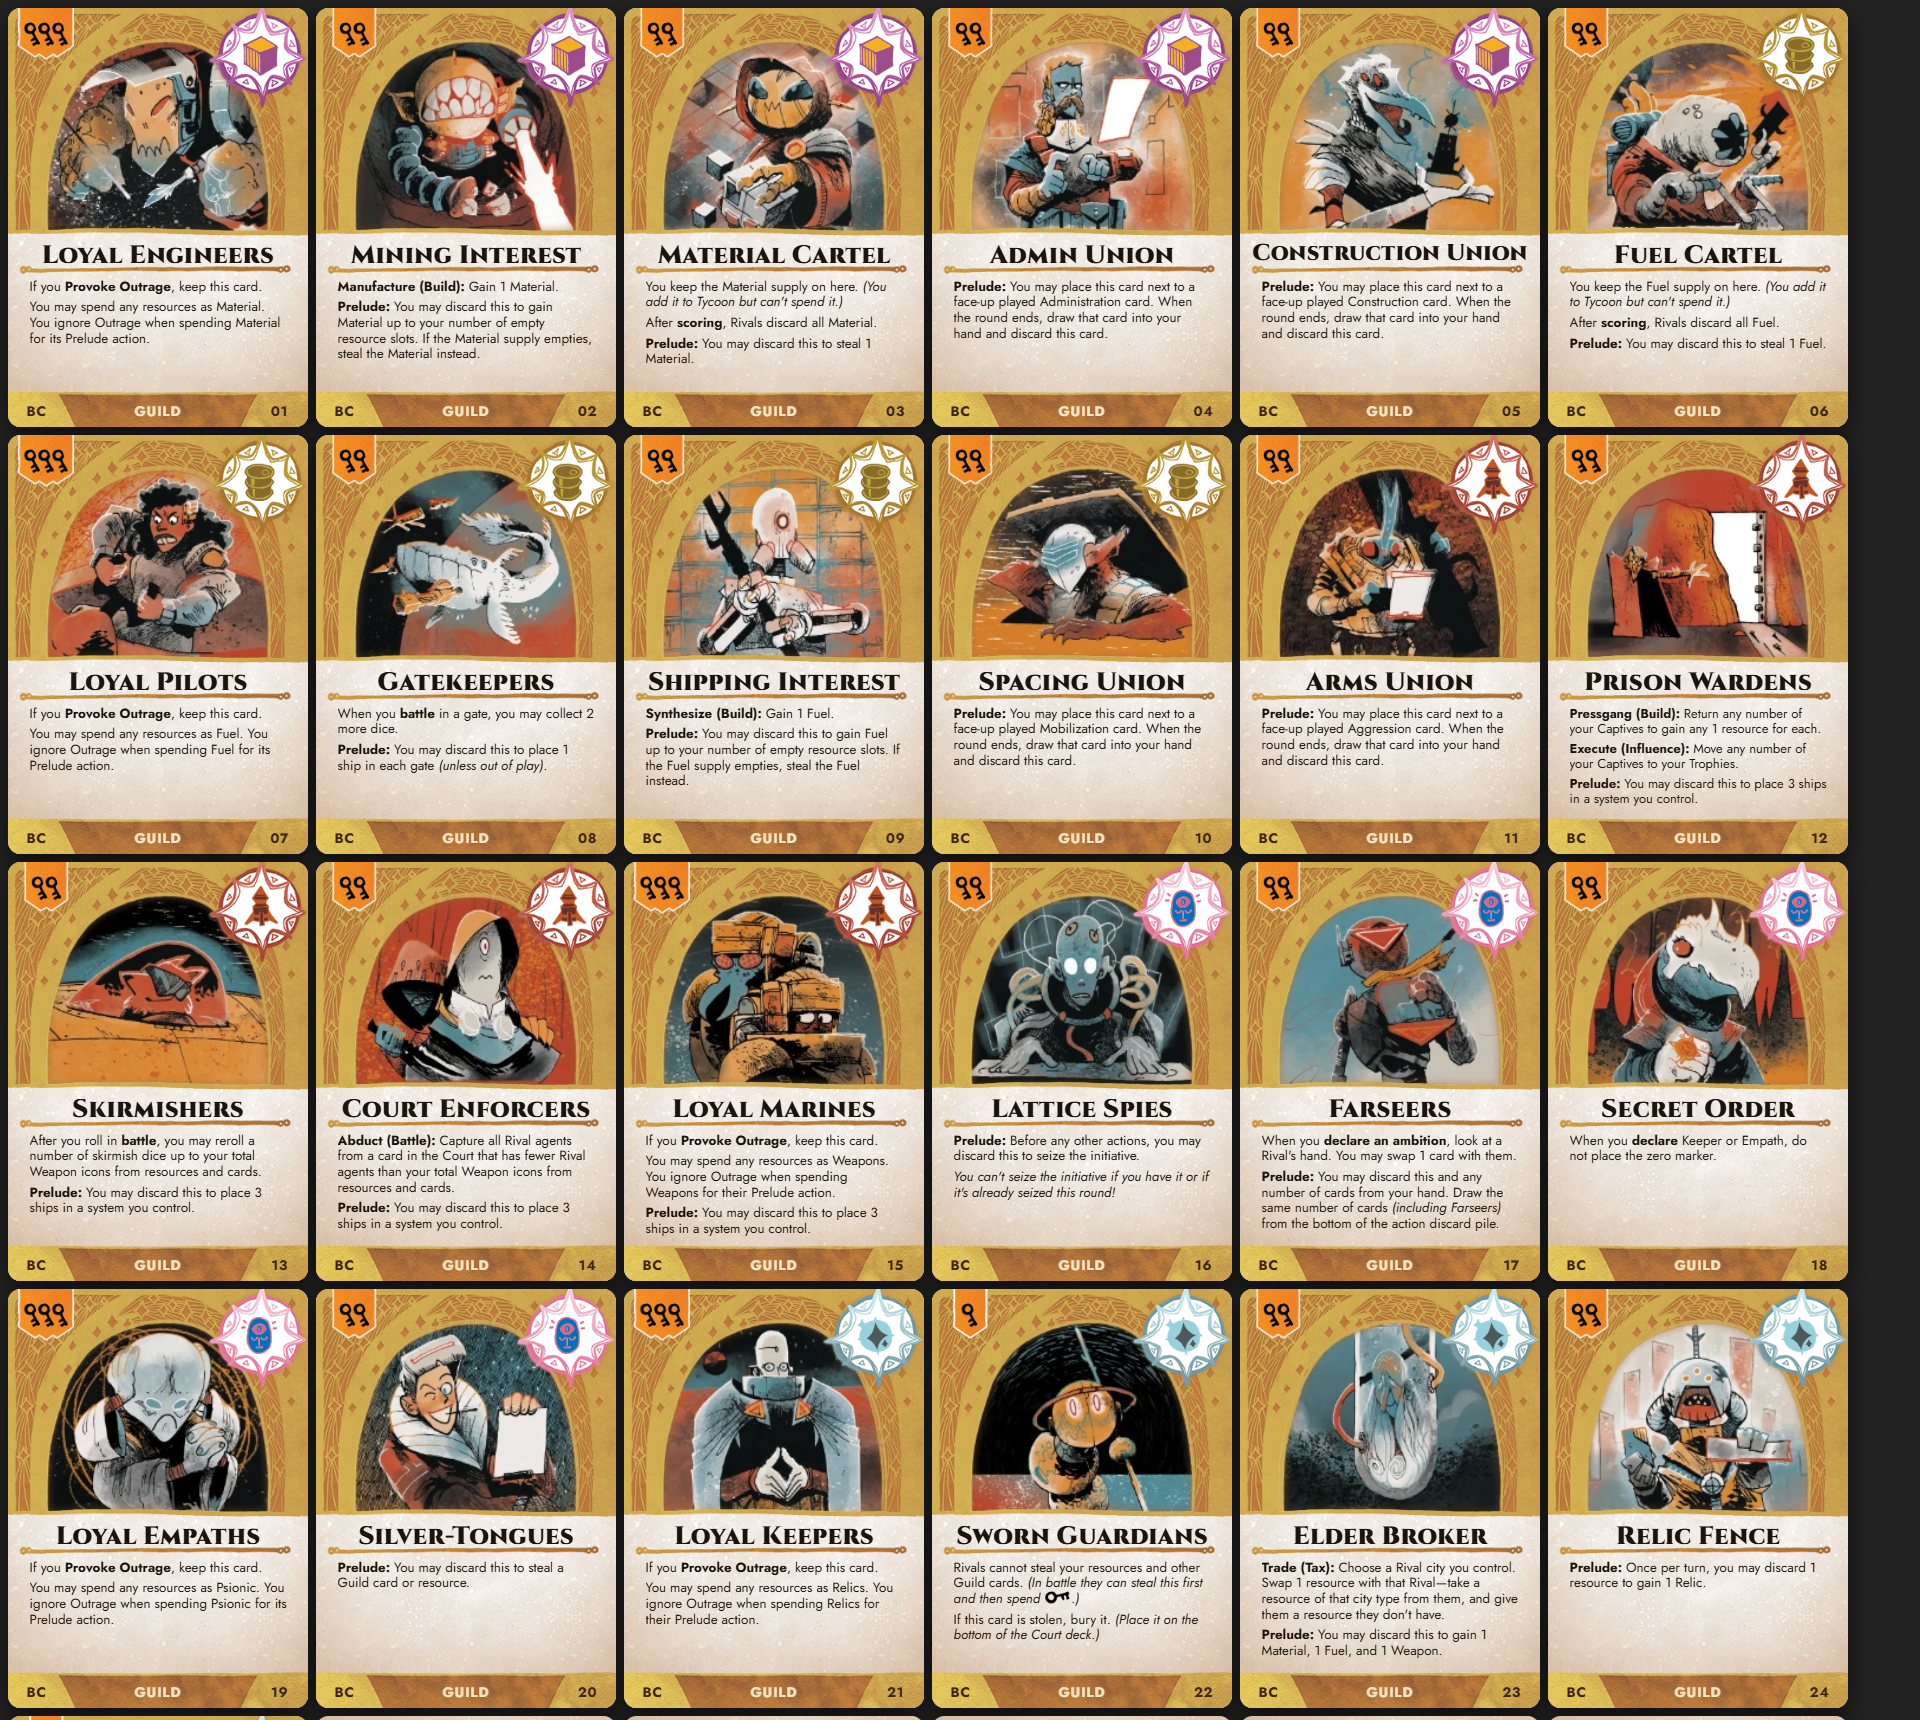 LOYAL ENGINEERS
If you Provoke Outrage, keep this card.
You may spend any resources as Material.
You ignore Outrage when spending Material
for its Prelude action.
BC GUILD 01
MINING INTEREST
Manufacture (Build): Gain 1 Material.
Prelude: You may discard this to gain
Material up to your number of empty
resource slots. If the Material supply empties,
steal the Material instead.
BC GUILD 02
MATERIAL CARTEL
You keep the Material supply on here. (You
add it to Tycoon but can't spend it.)
After scoring, Rivals discard all Material.
Prelude: You may discard this to steal 1
Material.
BC GUILD 03
ADMIN UNION
Prelude: You may place this card next to a
face-up played Administration card. When
the round ends, draw that card into your
hand and discard this card.
BC GUILD 04
CONSTRUCTION UNION
Prelude: You may place this card next to a
face-up played Construction card. When the
round ends, draw that card into your hand
and discard this card.
BC GUILD 05
FUEL CARTEL
You keep the Fuel supply on here. (You add it
to Tycoon but can't spend it.)
After scoring, Rivals discard all Fuel.
Prelude: You may discard this to steal 1 Fuel.
BC GUILD 06
LOYAL PILOTS
If you Provoke Outrage, keep this card.
You may spend any resources as Fuel. You
ignore Outrage when spending Fuel for its
Prelude action.
BC GUILD 07
GATEKEEPERS
When you battle in a gate, you may collect 2
more dice.
Prelude: You may discard this to place 1
ship in each gate (unless out of play).
BC GUILD 08
SHIPPING INTEREST
Synthesize (Build): Gain 1 Fuel.
Prelude: You may discard this to gain Fuel
up to your number of empty resource slots. If
the Fuel supply empties, steal the Fuel
instead.
BC GUILD 09
SPACING UNION
Prelude: You may place this card next to a
face-up played Mobilization card. When the
round ends, draw that card into your hand
and discard this card.
BC GUILD 10
ARMS UNION
Prelude: You may place this card next to a
face-up played Aggression card. When the
round ends, draw that card into your hand
and discard this card.
BC GUILD 11
PRISON WARDENS
Pressgang (Build): Return any number of
your Captives to gain any 1 resource for each.
Execute (Influence): Move any number of
your Captives to your Trophies.
Prelude: You may discard this to place 3 ships
in a system you control.
BC GUILD 12
SKIRMISHERS
After you roll in battle, you may reroll a
number of skirmish dice up to your total
Weapon icons from resources and cards.
Prelude: You may discard this to place 3
ships in a system you control.
BC GUILD 13
COURT ENFORCERS
Abduct (Battle): Capture all Rival agents
from a card in the Court that has fewer Rival
agents than your total Weapon icons from
resources and cards.
Prelude: You may discard this to place 3
ships in a system you control.
BC GUILD 14
LOYAL MARINES
If you Provoke Outrage, keep this card.
You may spend any resources as Weapons.
You ignore Outrage when spending
Weapons for their Prelude action.
Prelude: You may discard this to place 3
ships in a system you control.
BC GUILD 15
LATTICE SPIES
Prelude: Before any other actions, you may
discard this to seize the initiative.
You can't seize the initiative if you have it or if
it's already seized this round!
BC GUILD 16
FARSEERS
When you declare an ambition, look at a
Rival's hand. You may swap 1 card with them.
Prelude: You may discard this and any
number of cards from your hand. Draw the
same number of cards (including Farseers)
from the bottom of the action discard pile.
BC GUILD 17
SECRET ORDER
When you declare Keeper or Empath, do
not place the zero marker.
BC GUILD 18
LOYAL EMPATHS
If you Provoke Outrage, keep this card.
You may spend any resources as Psionic. You
ignore Outrage when spending Psionic for its
Prelude action.
BC GUILD 19
SILVER-TONGUES
Prelude: You may discard this to steal a
Guild card or resource.
BC GUILD 20
LOYAL KEEPERS
If you Provoke Outrage, keep this card.
You may spend any resources as Relics. You
ignore Outrage when spending Relics for
their Prelude action.
BC GUILD 21
SWORN GUARDIANS
Rivals cannot steal your resources and other
Guild cards. (In battle they can steal this first
and then spend .)
If this card is stolen, bury it. (Place it on the
bottom of the Court deck.)
BC GUILD 22
ELDER BROKER
Trade (Tax): Choose a Rival city you control.
Swap 1 resource with that Rival—take a
resource of that city type from them, and give
them a resource they don't have.
Prelude: You may discard this to gain 1
Material, 1 Fuel, and 1 Weapon.
BC GUILD 23
RELIC FENCE
Prelude: Once per turn, you may discard 1
resource to gain 1 Relic.
BC GUILD 24